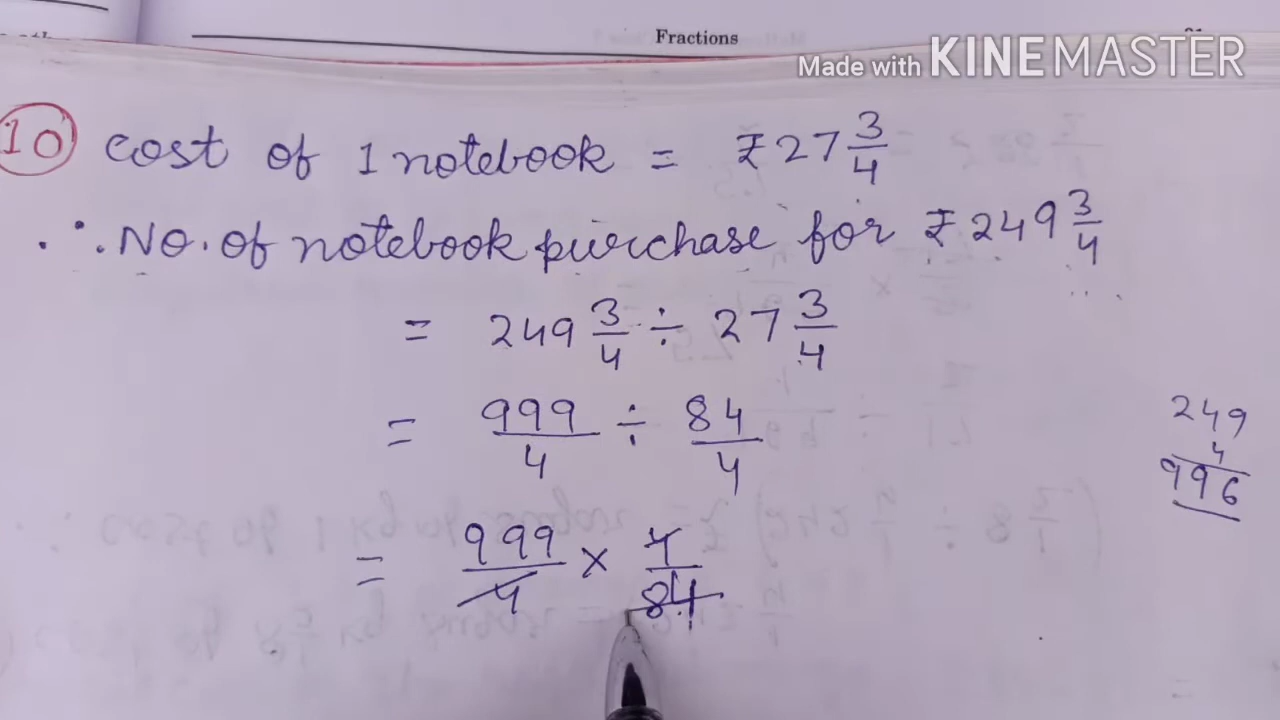 Fractions
Made with KINEMASTER
10 Cost of 1 notebook = ₹27 3/4
∴ No. of notebook purchase for ₹249 3/4
= 249 3/4 ÷ 27 3/4
= 999/4 ÷ 84/4
249
4
996
= 999/4 × 4/84